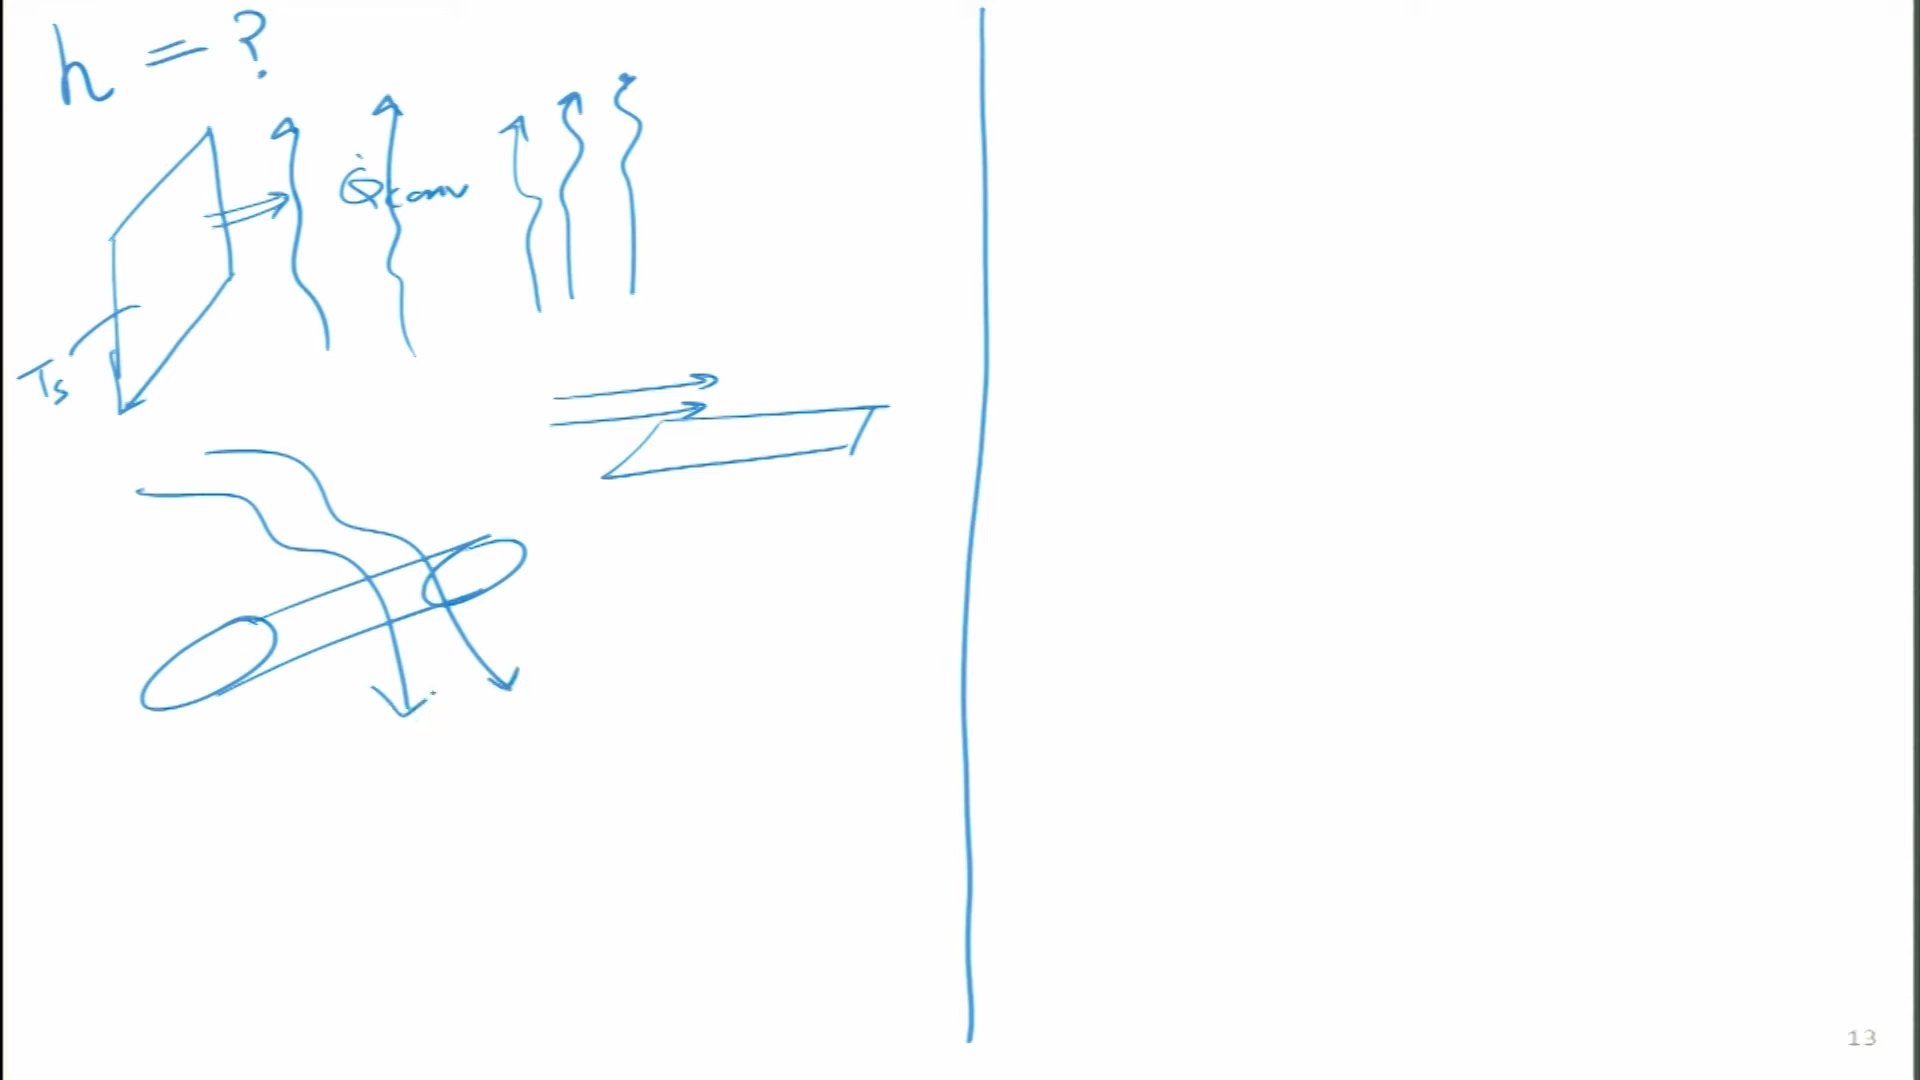 h = ?
Q̇conv
Ts
13